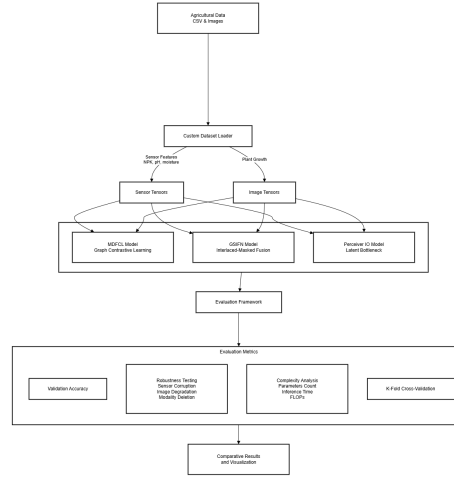 Agricultural Data
CSV & Images
Custom Dataset Loader
Sensor Features
NPK, pH, moisture
Plant Growth
Sensor Tensors
Image Tensors
MDFCL Model
Graph Contrastive Learning
GSIFN Model
Interlaced-Masked Fusion
Perceiver IO Model
Latent Bottleneck
Evaluation Framework
Evaluation Metrics
Validation Accuracy
Robustness Testing
Sensor Corruption
Image Degradation
Modality Deletion
Complexity Analysis
Parameters Count
Inference Time
FLOPs
K-Fold Cross-Validation
Comparative Results
and Visualization